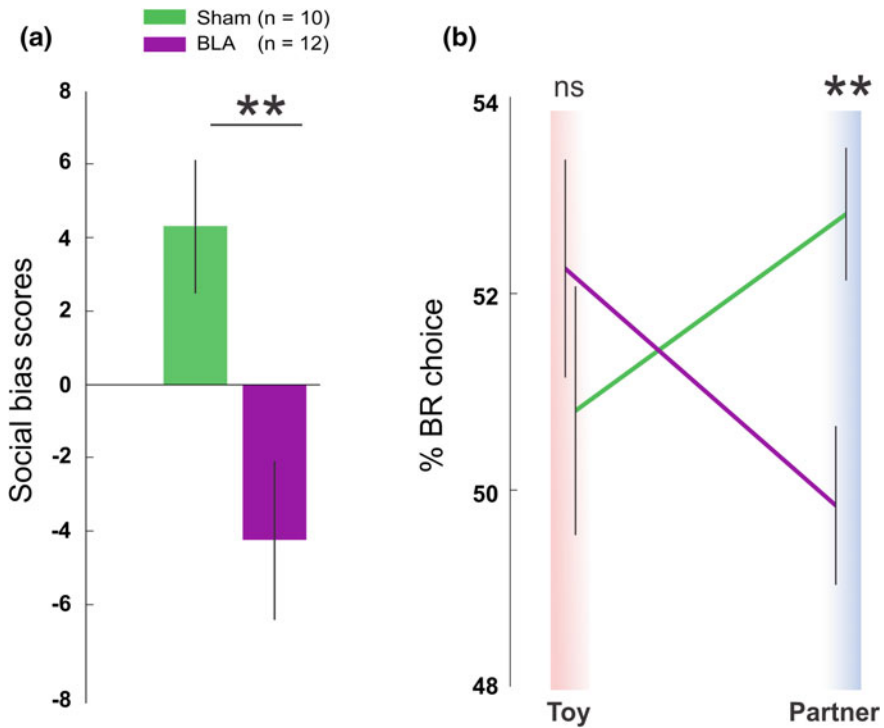 (a)
Sham (n = 10)
BLA (n = 12)
Social bias scores
8
**
6
4
2
0
-2
-4
-6
-8
(b)
% BR choice
54
52
50
48
ns
**
Toy
Partner